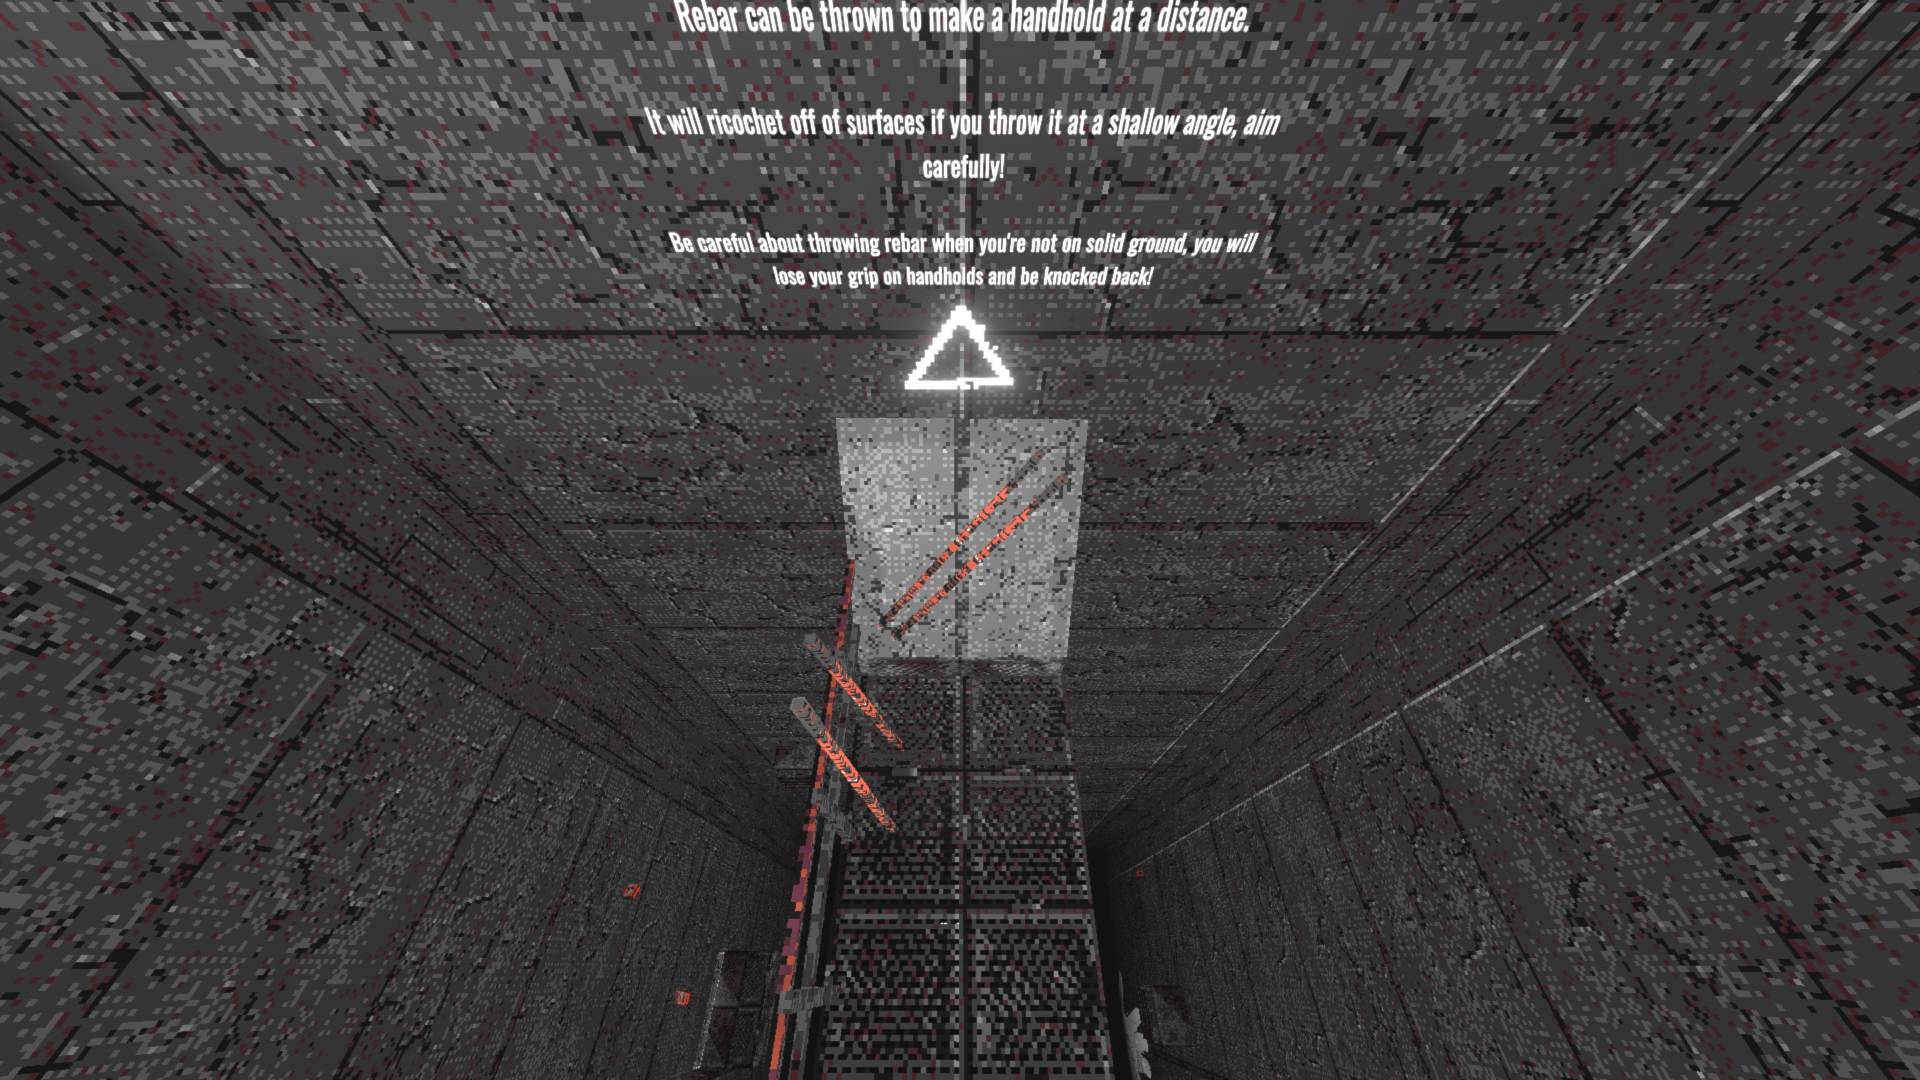 Rebar can be thrown to make a handhold at a distance.
It will ricochet off of surfaces if you throw it at a shallow angle, aim
carefully!
Be careful about throwing rebar when you're not on solid ground, you will
lose your grip on handholds and be knocked back!